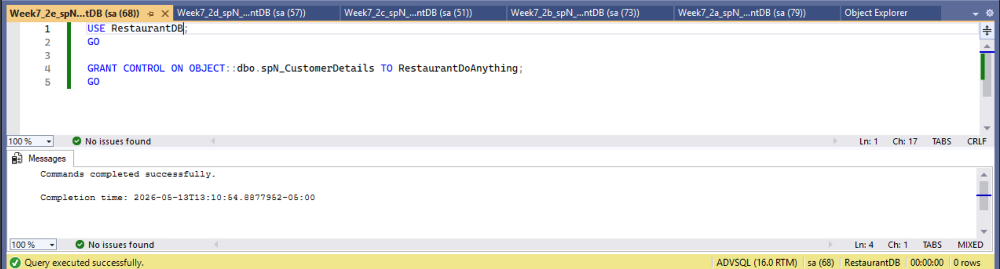 Week7_2e_spN...tDB (sa (68)) Week7_2d_spN_...ntDB (sa (57)) Week7_2c_spN_...ntDB (sa (51)) Week7_2b_spN_...ntDB (sa (73)) Week7_2a_spN_...ntDB (sa (79)) Object Explorer
1 USE RestaurantDB;
2 GO
3
4 GRANT CONTROL ON OBJECT::dbo.spN_CustomerDetails TO RestaurantDoAnything;
5 GO
100 % No issues found Ln: 1 Ch: 17 TABS CRLF
Messages
Commands completed successfully.
Completion time: 2026-05-13T13:10:54.8877952-05:00
100 % No issues found Ln: 4 Ch: 1 TABS MIXED
Query executed successfully. ADVSQL (16.0 RTM) sa (68) RestaurantDB 00:00:00 0 rows